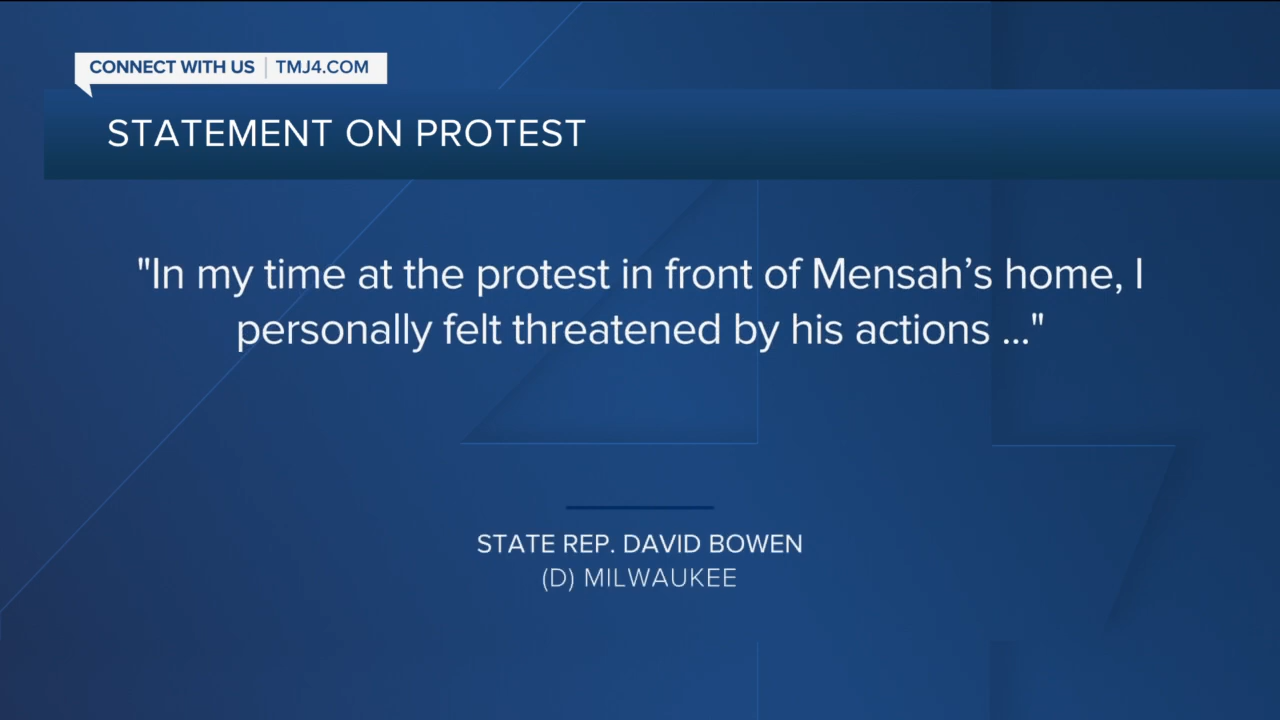 CONNECT WITH US | TMJ4.COM
STATEMENT ON PROTEST
"In my time at the protest in front of Mensah’s home, I
personally felt threatened by his actions ..."
STATE REP. DAVID BOWEN
(D) MILWAUKEE